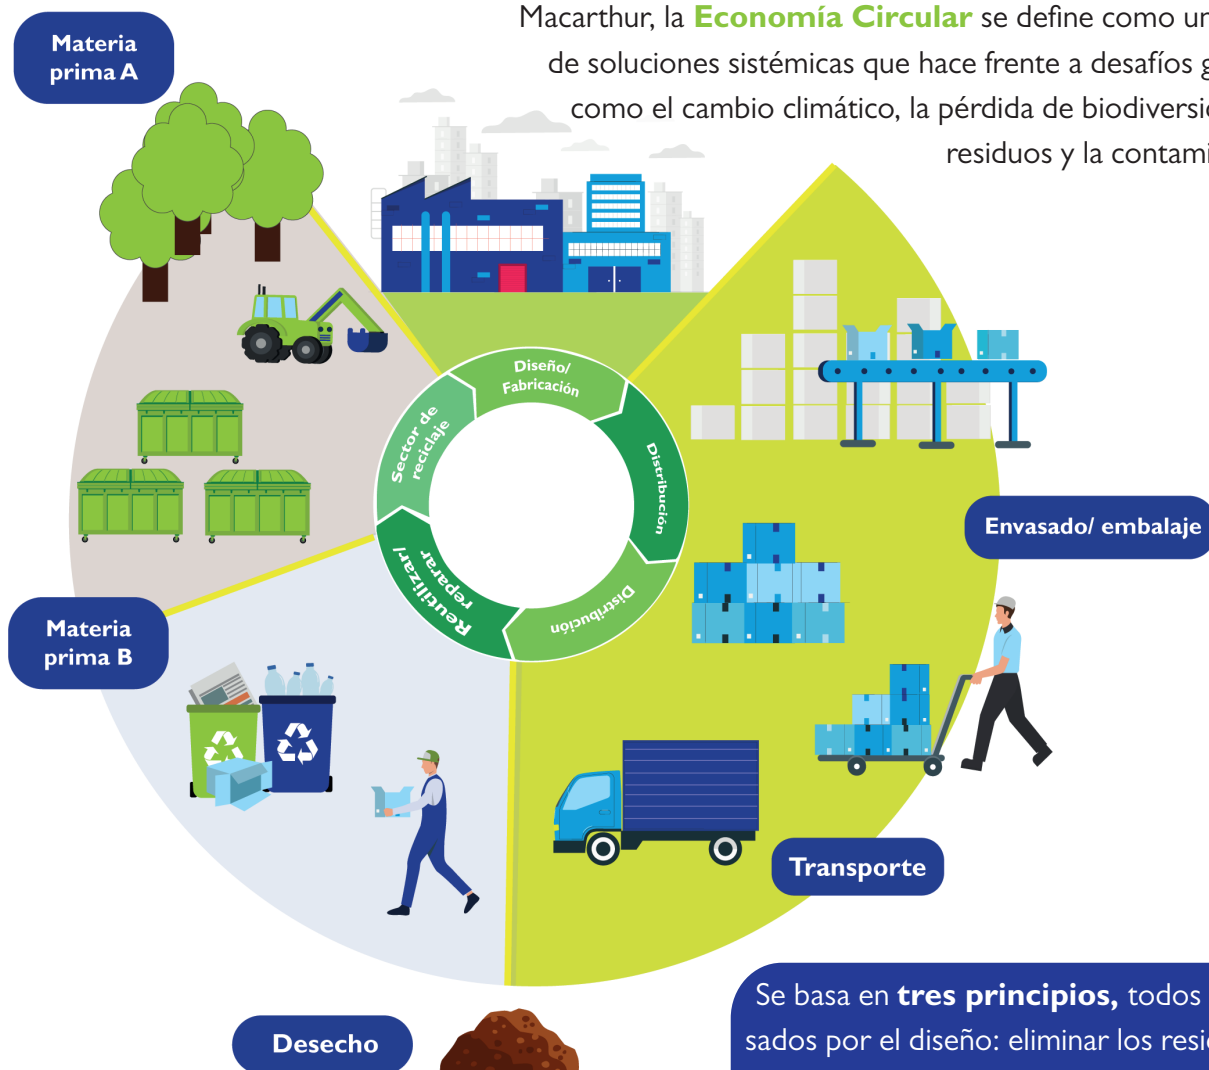 Macarthur, la Economía Circular se define como un
de soluciones sistémicas que hace frente a desafíos g
como el cambio climático, la pérdida de biodiversi
residuos y la contami
Materia
prima A
Diseño/
Fabricación
Sector de
reciclaje
Distribución
Envasado/ embalaje
Reutilizar/
reparar
Distribución
Materia
prima B
Transporte
Desecho
Se basa en tres principios, todos
sados por el diseño: eliminar los resi